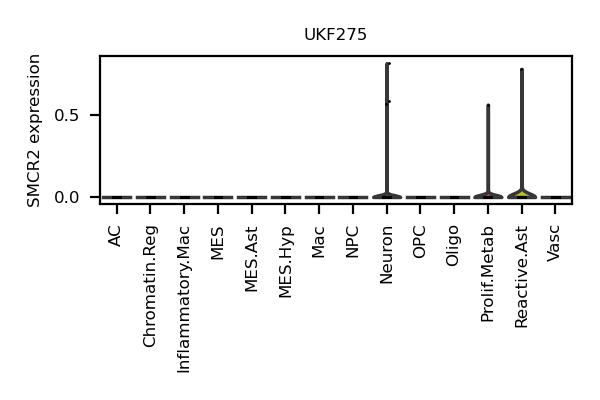 UKF275
SMCR2 expression
0.5
0.0
AC
Chromatin.Reg
Inflammatory.Mac
MES
MES.Ast
MES.Hyp
Mac
NPC
Neuron
OPC
Oligo
Prolif.Metab
Reactive.Ast
Vasc